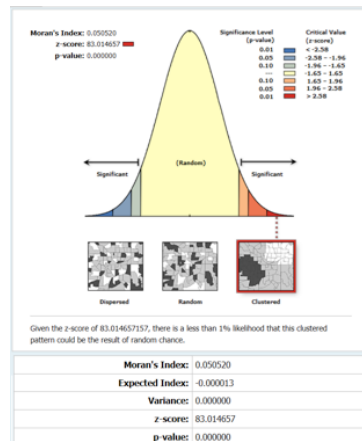 Moran's Index: 0.050520
z-score: 83.014657
p-value: 0.000000
Significance Level (p-value)
Critical Value (z-score)
0.01 < -2.58
0.05 -2.58 - -1.96
0.10 -1.96 - -1.65
--- -1.65 - 1.65
0.10 1.65 - 1.96
0.05 1.96 - 2.58
0.01 > 2.58
Significant
(Random)
Significant
Dispersed
Random
Clustered
Given the z-score of 83.014657157, there is a less than 1% likelihood that this clustered
pattern could be the result of random chance.
Moran's Index: 0.050520
Expected Index: -0.000013
Variance: 0.000000
z-score: 83.014657
p-value: 0.000000